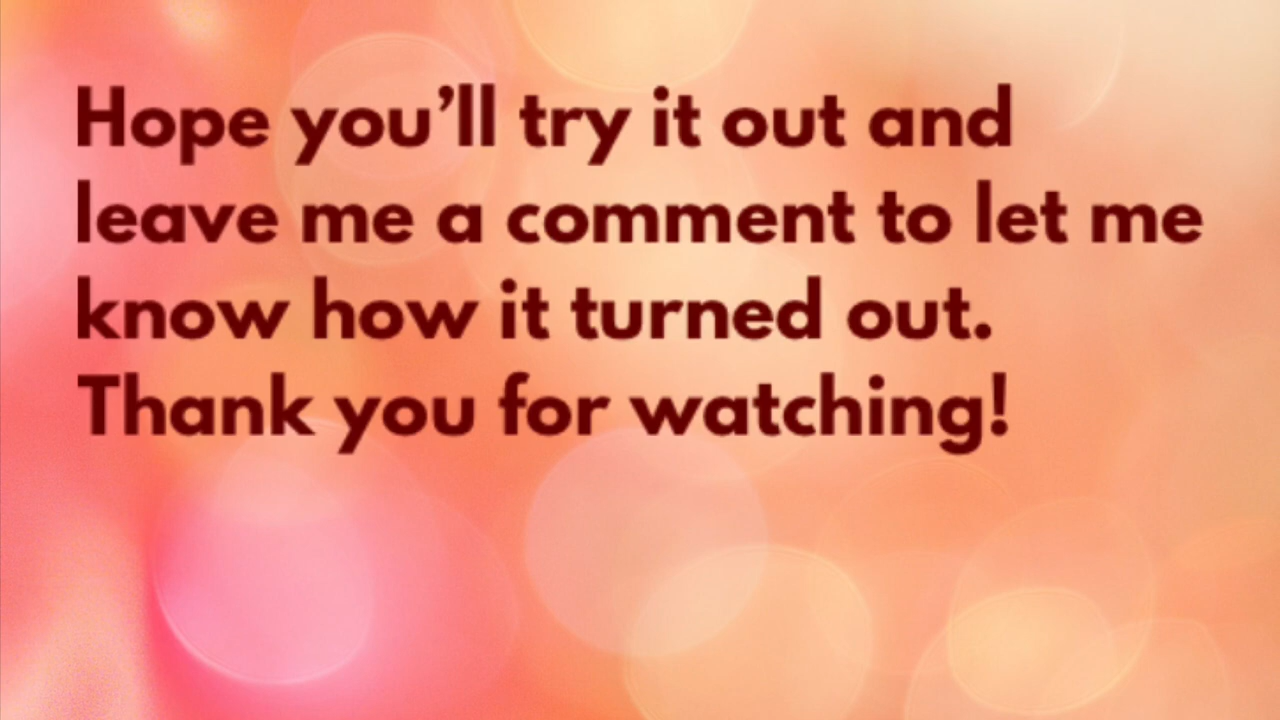 Hope you’ll try it out and
leave me a comment to let me
know how it turned out.
Thank you for watching!